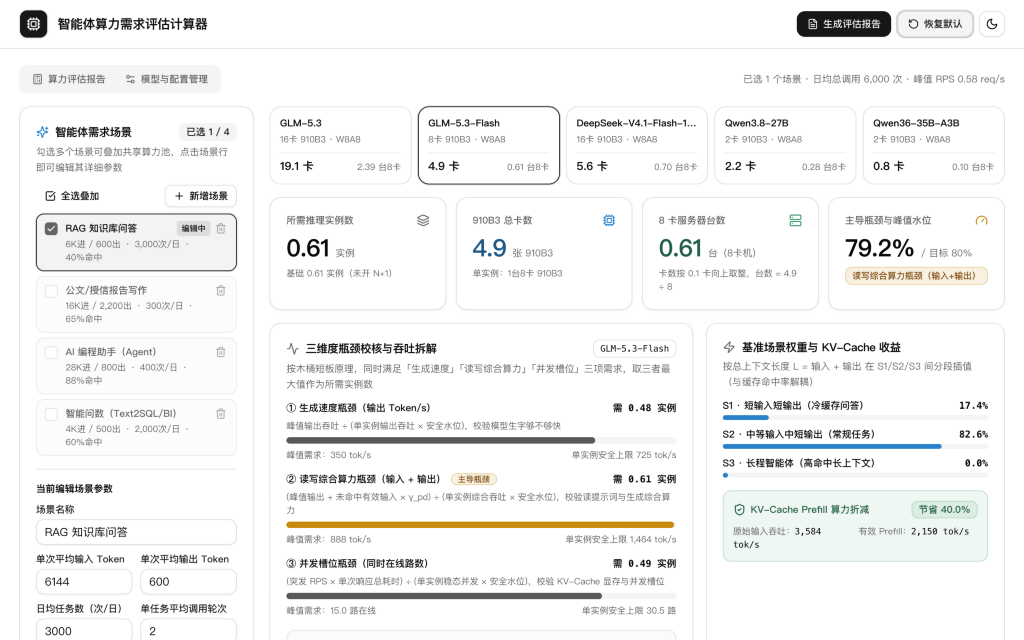 智能体算力需求评估计算器
生成评估报告
恢复默认
算力评估报告
模型与配置管理
已选 1 个场景 · 日均总调用 6,000 次 · 峰值 RPS 0.58 req/s
智能体需求场景
已选 1 / 4
勾选多个场景可叠加共享算力池，点击场景行
即可编辑其详细参数
全选叠加
+ 新增场景
RAG 知识库问答
编辑中
6K进 / 600出 · 3,000次/日 ·
40%命中
公文/授信报告写作
16K进 / 2,200出 · 300次/日 ·
65%命中
AI 编程助手（Agent）
28K进 / 800出 · 400次/日 ·
88%命中
智能问数（Text2SQL/BI）
4K进 / 500出 · 2,000次/日 ·
60%命中
当前编辑场景参数
场景名称
RAG 知识库问答
单次平均输入 Token
单次平均输出 Token
6144
600
日均任务数（次/日）
单任务平均调用轮次
3000
2
GLM-5.3
16卡 910B3 · W8A8
19.1 卡
2.39 台8卡
GLM-5.3-Flash
8卡 910B3 · W8A8
4.9 卡
0.61 台8卡
DeepSeek-V4.1-Flash-1...
16卡 910B3 · W8A8
5.6 卡
0.70 台8卡
Qwen3.8-27B
2卡 910B3 · W8A8
2.2 卡
0.28 台8卡
Qwen36-35B-A3B
2卡 910B3 · W8A8
0.8 卡
0.10 台8卡
所需推理实例数
0.61 实例
基础 0.61 实例（未开 N+1）
910B3 总卡数
4.9 张 910B3
单实例：1台8卡 910B3
8 卡服务器台数
0.61 台（8卡机）
卡数按 0.1 卡向上取整，台数 = 4.9
÷ 8
主导瓶颈与峰值水位
79.2% / 目标 80%
读写综合算力瓶颈（输入+输出）
三维度瓶颈校核与吞吐拆解
GLM-5.3-Flash
按木桶短板原理，同时满足「生成速度」「读写综合算力」「并发槽位」三项需求，取三者最
大值作为所需实例数
① 生成速度瓶颈（输出 Token/s）
需 0.48 实例
峰值输出吞吐 ÷（单实例输出吞吐 × 安全水位），校验模型生字够不够快
峰值需求：350 tok/s
单实例安全上限 725 tok/s
② 读写综合算力瓶颈（输入 + 输出）
主导瓶颈
需 0.61 实例
(峰值输出 + 未命中有效输入 × γ_pd) ÷ (单实例综合吞吐 × 安全水位)，校验读提示词与生成综合算
力
峰值需求：888 tok/s
单实例安全上限 1,464 tok/s
③ 并发槽位瓶颈（同时在线路数）
需 0.49 实例
(突发 RPS × 单次响应总耗时) ÷ (单实例稳态并发 × 安全水位)，校验 KV-Cache 显存与并发槽位
峰值需求：15.0 路在线
单实例安全上限 30.5 路
基准场景权重与 KV-Cache 收益
按总上下文长度 L = 输入 + 输出 在 S1/S2/S3 间分段插值
（与缓存命中率解耦）
S1 · 短输入短输出（冷缓存问答）
17.4%
S2 · 中等输入中短输出（常规任务）
82.6%
S3 · 长程智能体（高命中长上下文）
0.0%
KV-Cache Prefill 算力折减
节省 40.0%
原始输入吞吐：3,584
tok/s
有效 Prefill：2,150 tok/s